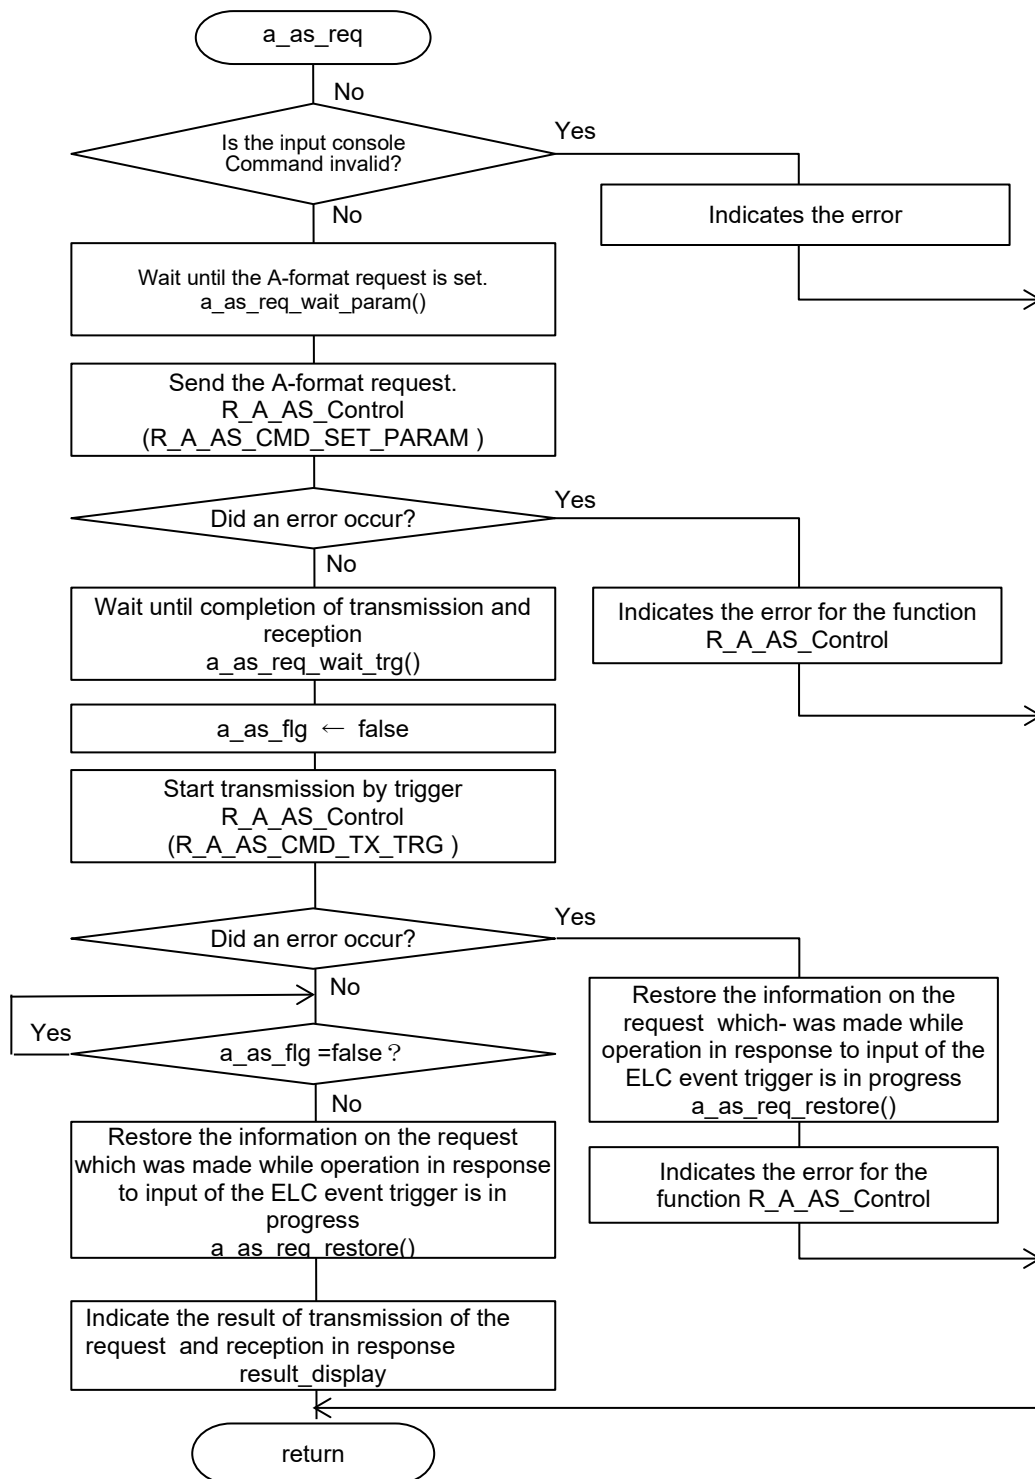 a_as_req
No
Is the input console
Command invalid?
Yes
No
Indicates the error
Wait until the A-format request is set.
a_as_req_wait_param()
Send the A-format request.
R_A_AS_Control
(R_A_AS_CMD_SET_PARAM )
Did an error occur?
Yes
No
Wait until completion of transmission and
reception
a_as_req_wait_trg()
Indicates the error for the function
R_A_AS_Control
a_as_flg ← false
Start transmission by trigger
R_A_AS_Control
(R_A_AS_CMD_TX_TRG )
Did an error occur?
Yes
No
Yes
a_as_flg =false？
No
Restore the information on the
request which- was made while
operation in response to input of the
ELC event trigger is in progress
a_as_req_restore()
Restore the information on the request
which was made while operation in response
to input of the ELC event trigger is in
progress
a_as_req_restore()
Indicates the error for the
function R_A_AS_Control
Indicate the result of transmission of the
request and reception in response
result_display
return